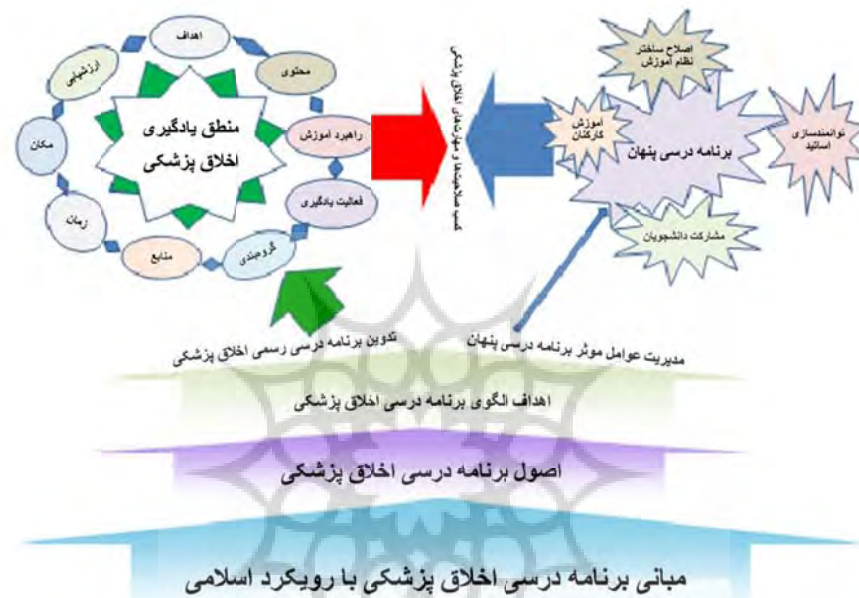 اهداف
محتوی
راهبرد آموزش
فعالیت یادگیری
گروه‌بندی
منابع
زمان
مکان
ارزشیابی
منطق یادگیری
اخلاق پزشکی
کسب صلاحیت‌ها و مهارت‌های اخلاق پزشکی
اصلاح ساختار
نظام آموزش
آموزش
کارکنان
برنامه درسی پنهان
توانمندسازی
اساتید
مشارکت دانشجویان
تدوین برنامه درسی رسمی اخلاق پزشکی
مدیریت عوامل موثر برنامه درسی پنهان
اهداف الگوی برنامه درسی اخلاق پزشکی
اصول برنامه درسی اخلاق پزشکی
مبانی برنامه درسی اخلاق پزشکی با رویکرد اسلامی